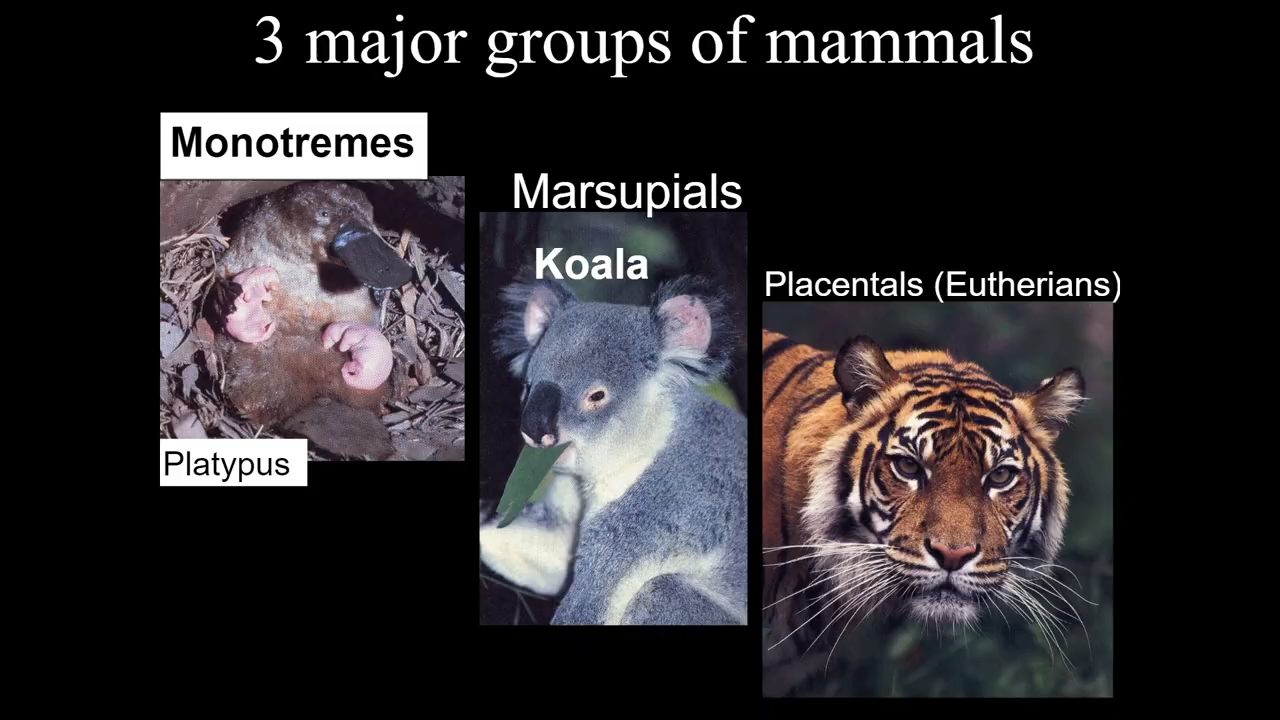 3 major groups of mammals
Monotremes
Marsupials
Koala
Placentals (Eutherians)
Platypus